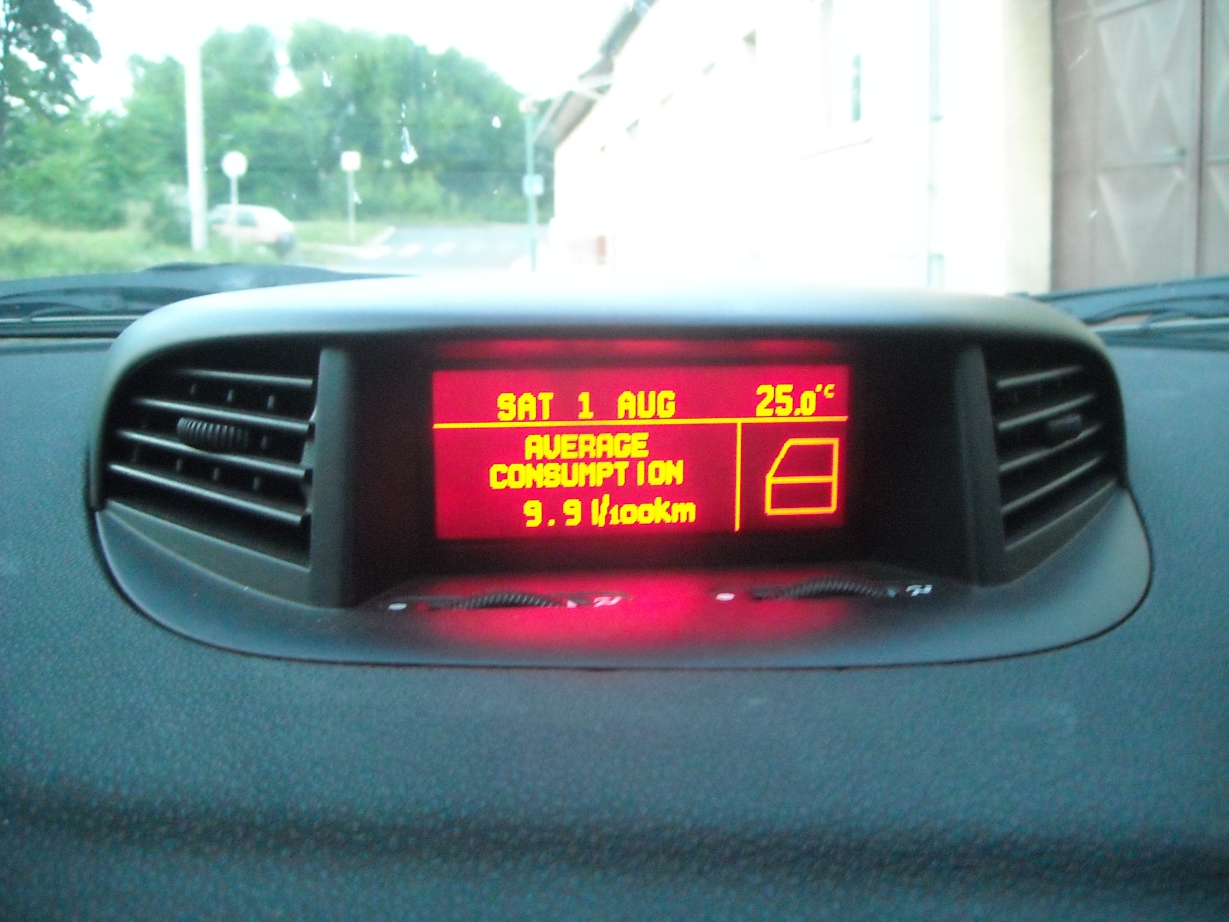 SAT 1 AUG 25.0°C
AVERAGE
CONSUMPTION
9.9 l/100km